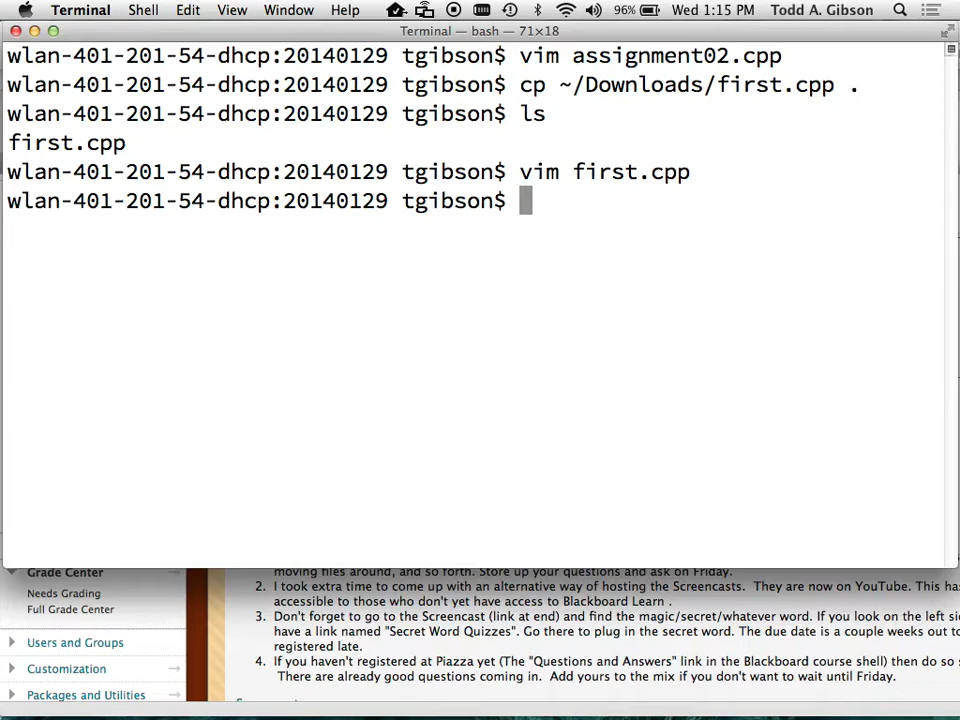 Terminal Shell Edit View Window Help 96% Wed 1:15 PM Todd A. Gibson
Terminal — bash — 71×18
wlan-401-201-54-dhcp:20140129 tgibson$ vim assignment02.cpp
wlan-401-201-54-dhcp:20140129 tgibson$ cp ~/Downloads/first.cpp .
wlan-401-201-54-dhcp:20140129 tgibson$ ls
first.cpp
wlan-401-201-54-dhcp:20140129 tgibson$ vim first.cpp
wlan-401-201-54-dhcp:20140129 tgibson$
Grade Center
Needs Grading
Full Grade Center
Users and Groups
Customization
Packages and Utilities
moving files around, and so forth. Store up your questions and ask on Friday.
2. I took extra time to come up with an alternative way of hosting the Screencasts. They are now on YouTube. This has
accessible to those who don't yet have access to Blackboard Learn .
3. Don't forget to go to the Screencast (link at end) and find the magic/secret/whatever word. If you look on the left si
have a link named "Secret Word Quizzes". Go there to plug in the secret word. The due date is a couple weeks out to
registered late.
4. If you haven't registered at Piazza yet (The "Questions and Answers" link in the Blackboard course shell) then do so
There are already good questions coming in. Add yours to the mix if you don't want to wait until Friday.